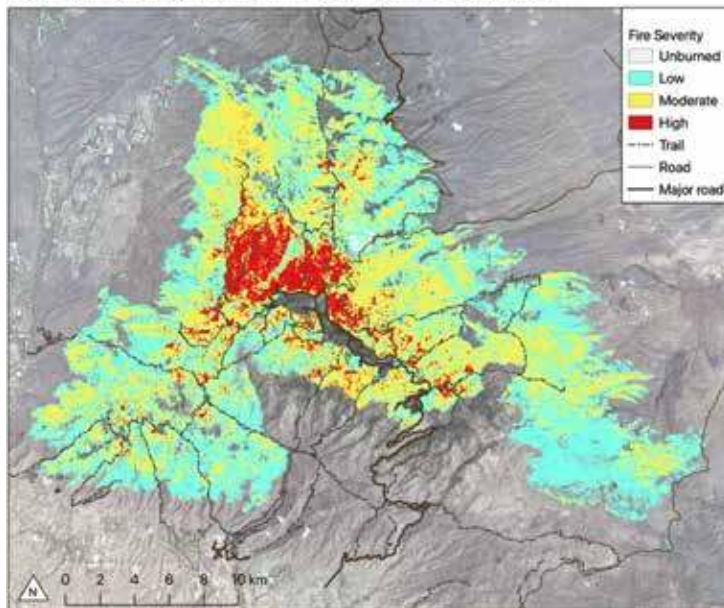 Fire Severity
Unburned
Low
Moderate
High
Trail
Road
Major road
N
0 2 4 6 8 10 km